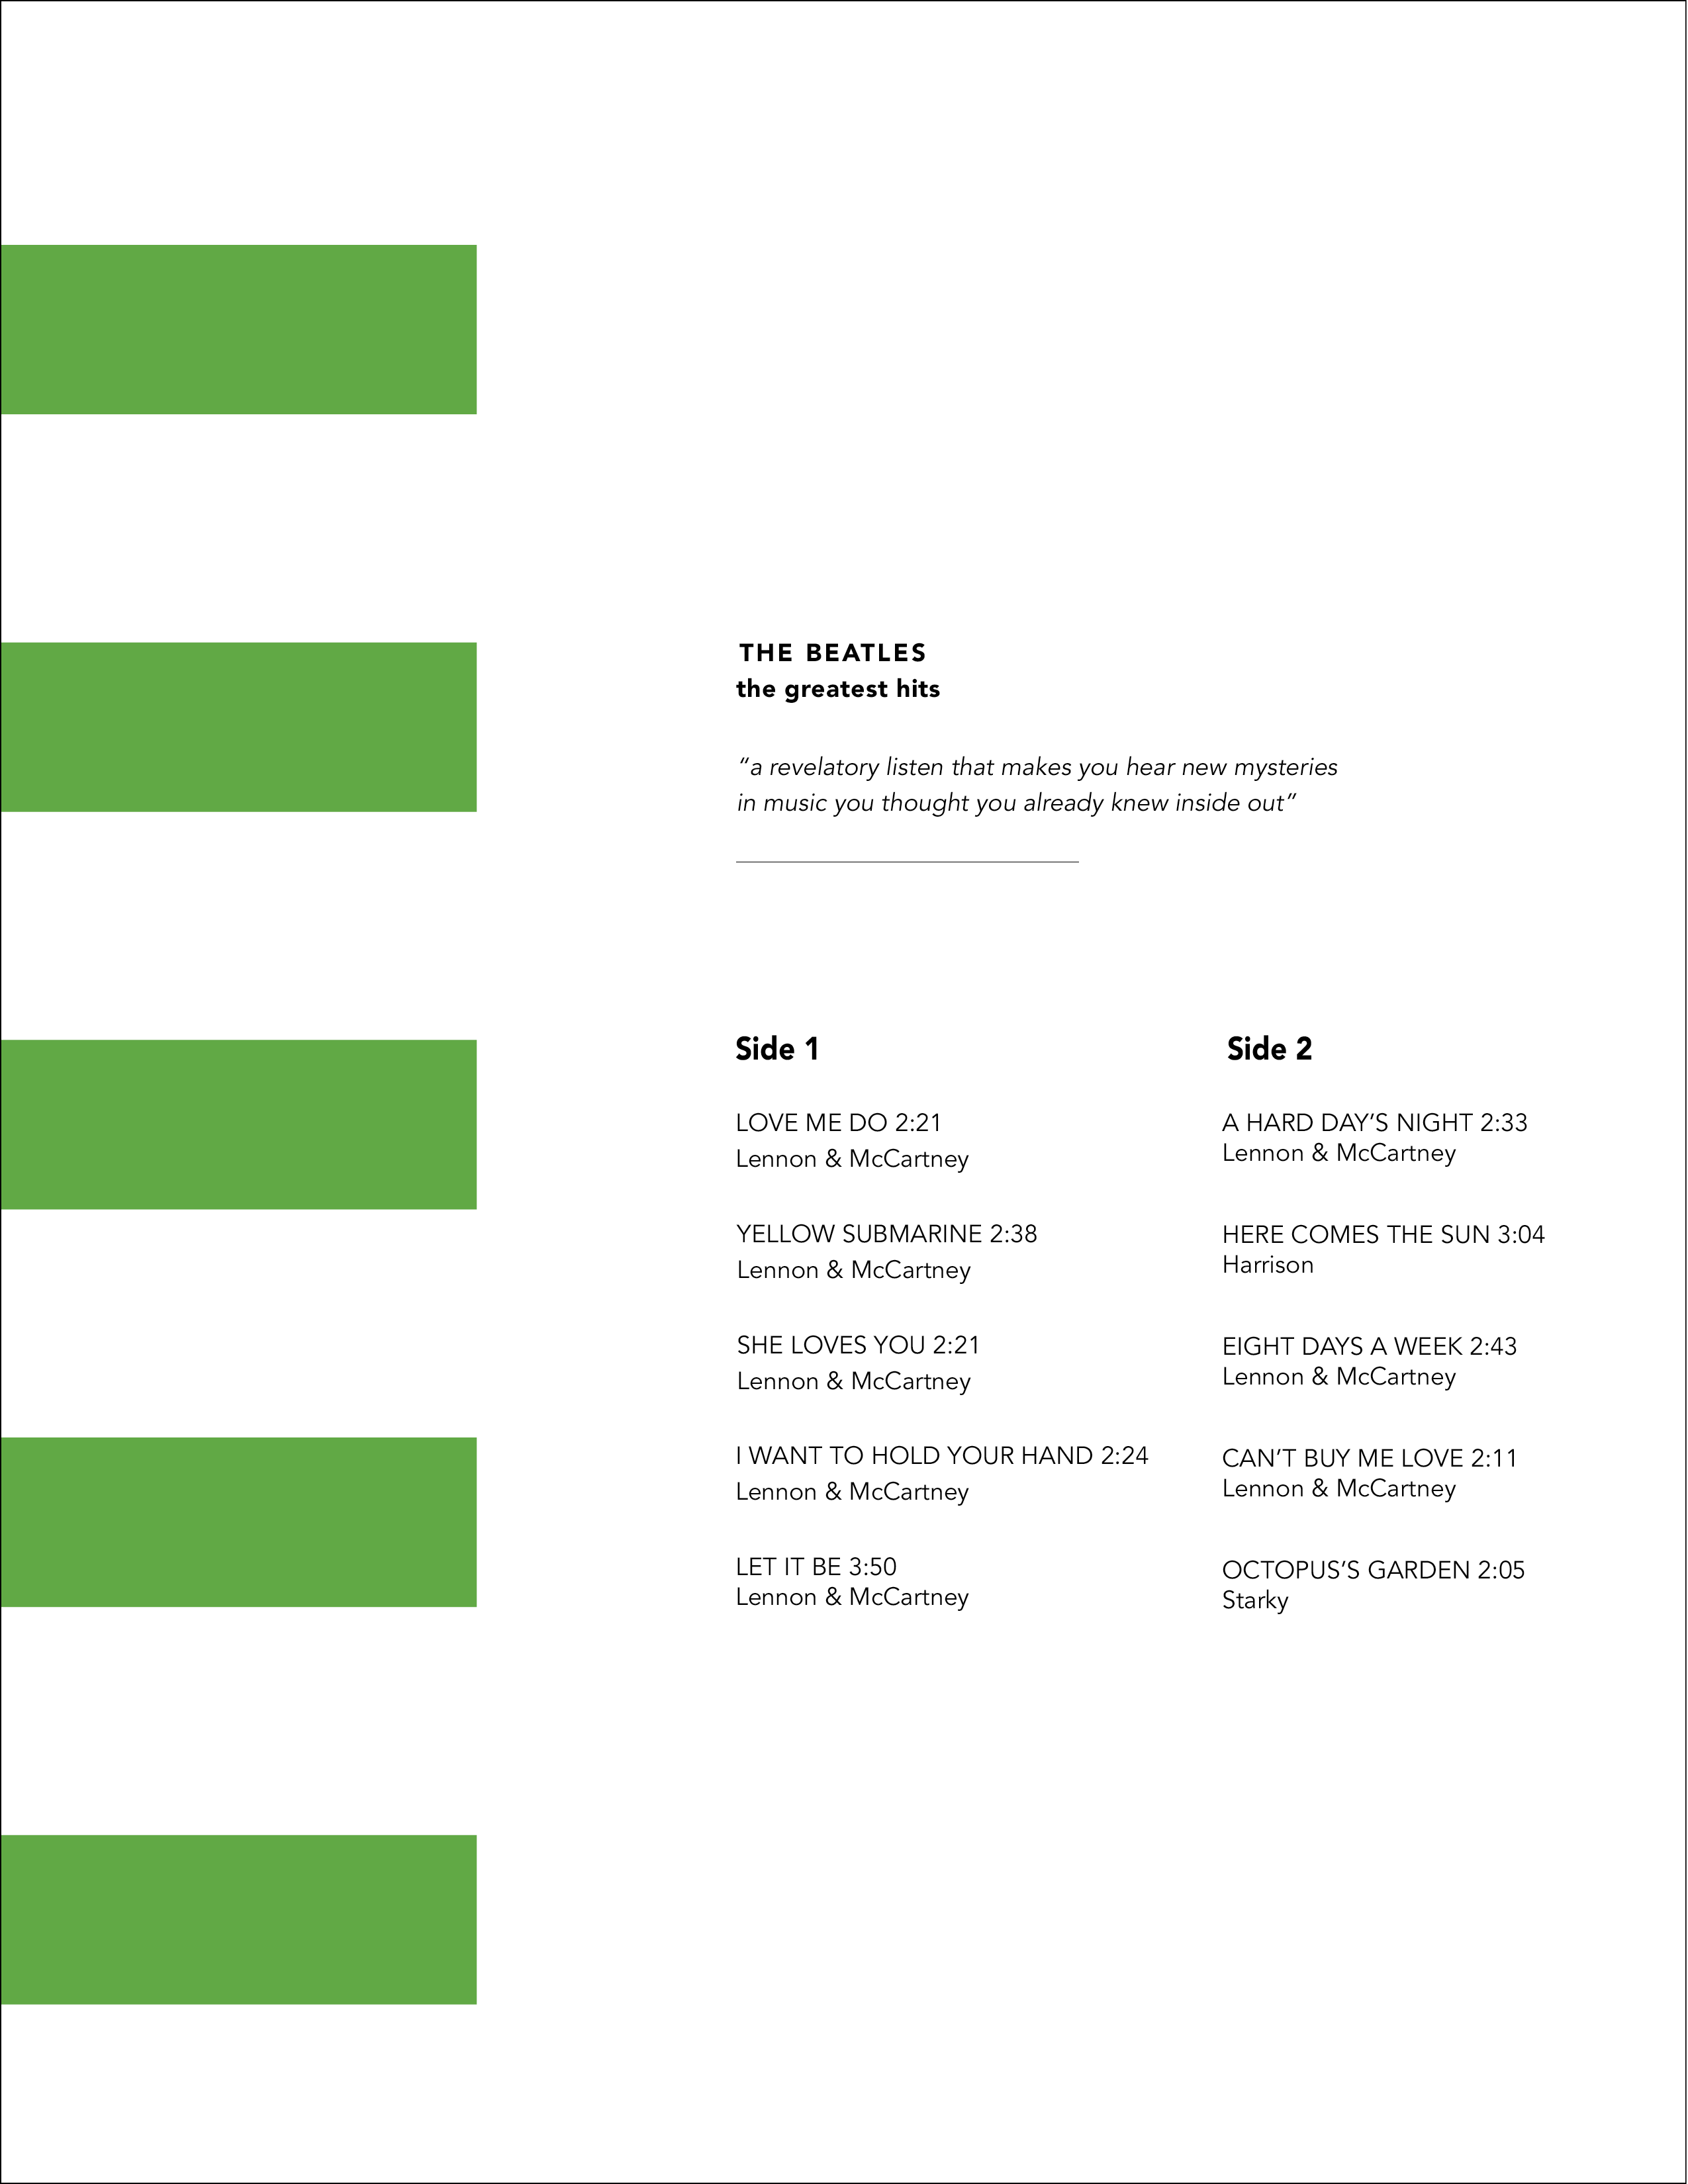 THE BEATLES
the greatest hits
“a revelatory listen that makes you hear new mysteries
in music you thought you already knew inside out”
Side 1
LOVE ME DO 2:21
Lennon & McCartney
YELLOW SUBMARINE 2:38
Lennon & McCartney
SHE LOVES YOU 2:21
Lennon & McCartney
I WANT TO HOLD YOUR HAND 2:24
Lennon & McCartney
LET IT BE 3:50
Lennon & McCartney
Side 2
A HARD DAY’S NIGHT 2:33
Lennon & McCartney
HERE COMES THE SUN 3:04
Harrison
EIGHT DAYS A WEEK 2:43
Lennon & McCartney
CAN’T BUY ME LOVE 2:11
Lennon & McCartney
OCTOPUS’S GARDEN 2:05
Starky